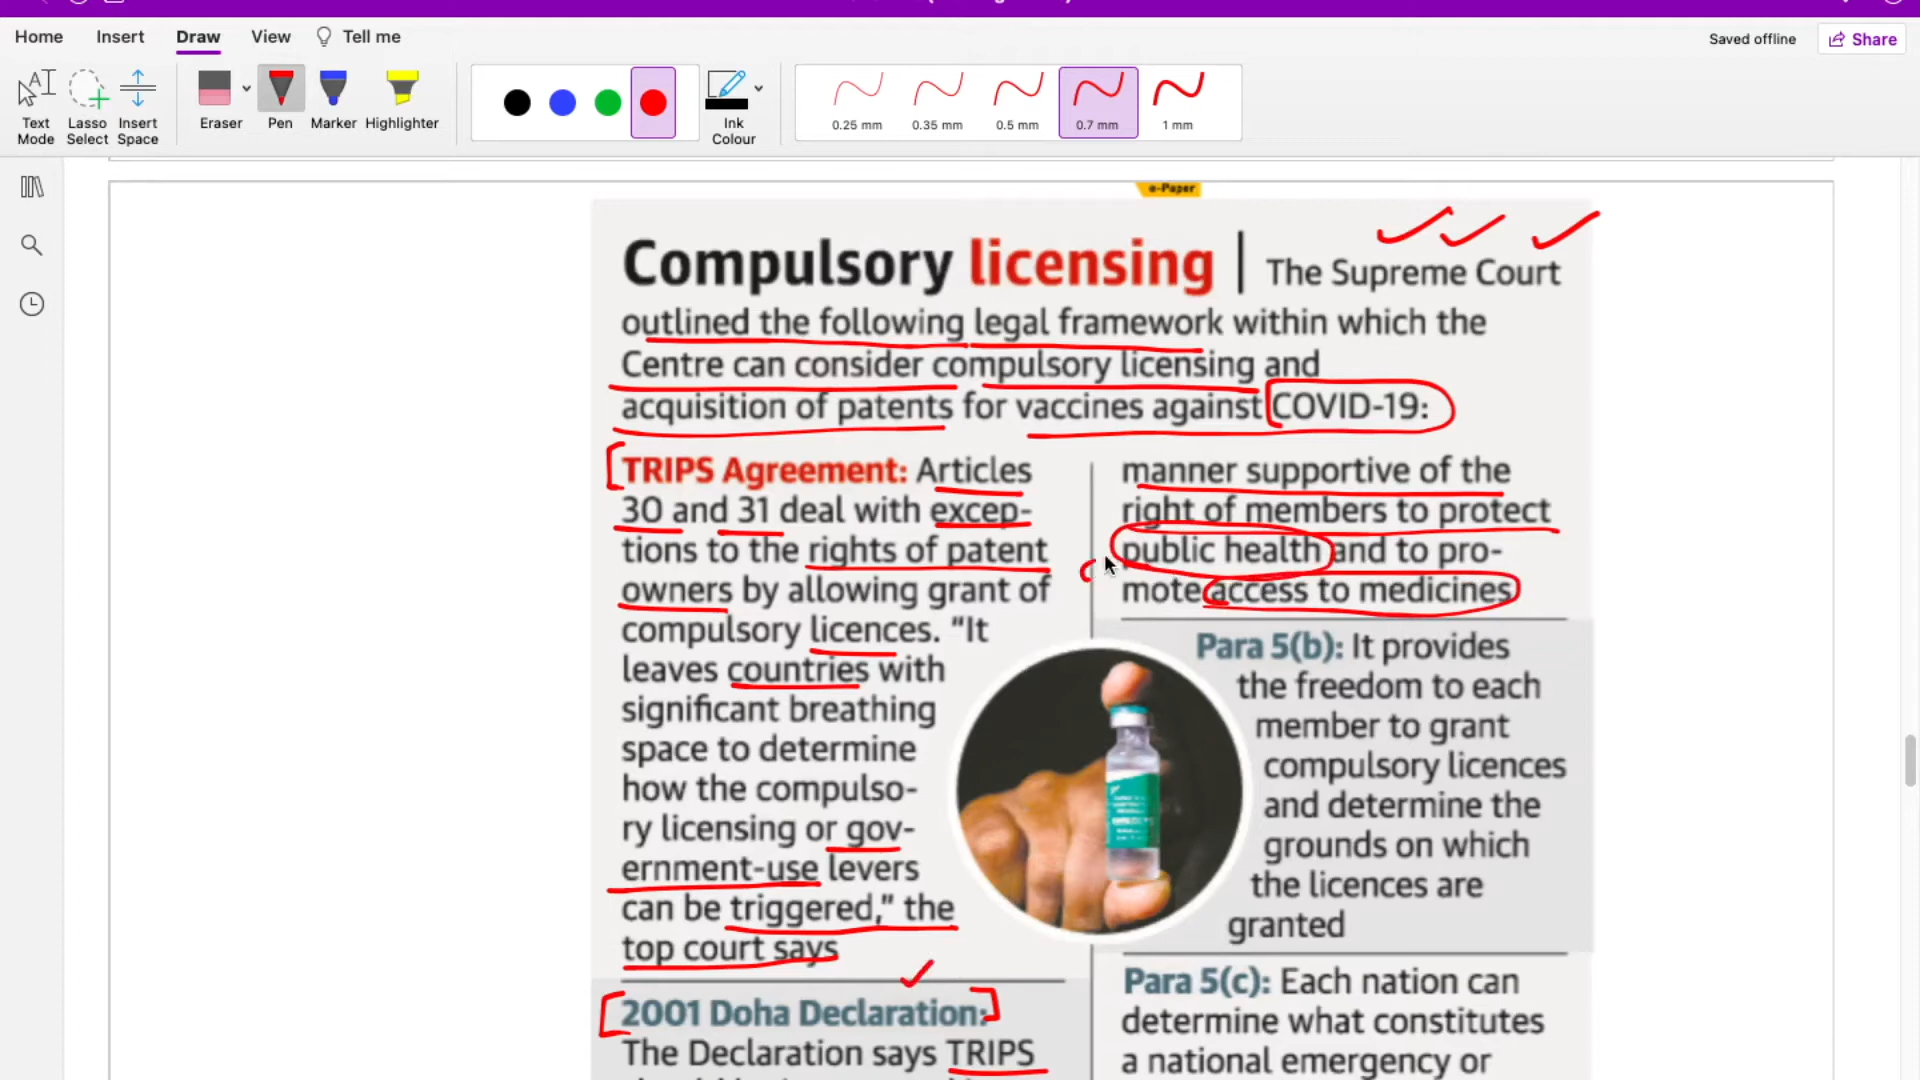 Home Insert Draw View Tell me
Saved offline Share
Text Mode
Lasso Select
Insert Space
Eraser
Pen
Marker
Highlighter
Ink Colour
0.25 mm
0.35 mm
0.5 mm
0.7 mm
1 mm
e-Paper
Compulsory licensing | The Supreme Court
outlined the following legal framework within which the
Centre can consider compulsory licensing and
acquisition of patents for vaccines against COVID-19:
TRIPS Agreement: Articles
30 and 31 deal with excep-
tions to the rights of patent
owners by allowing grant of
compulsory licences. “It
leaves countries with
significant breathing
space to determine
how the compulso-
ry licensing or gov-
ernment-use levers
can be triggered,” the
top court says
2001 Doha Declaration:
The Declaration says TRIPS
manner supportive of the
right of members to protect
public health and to pro-
mote access to medicines
Para 5(b): It provides
the freedom to each
member to grant
compulsory licences
and determine the
grounds on which
the licences are
granted
Para 5(c): Each nation can
determine what constitutes
a national emergency or